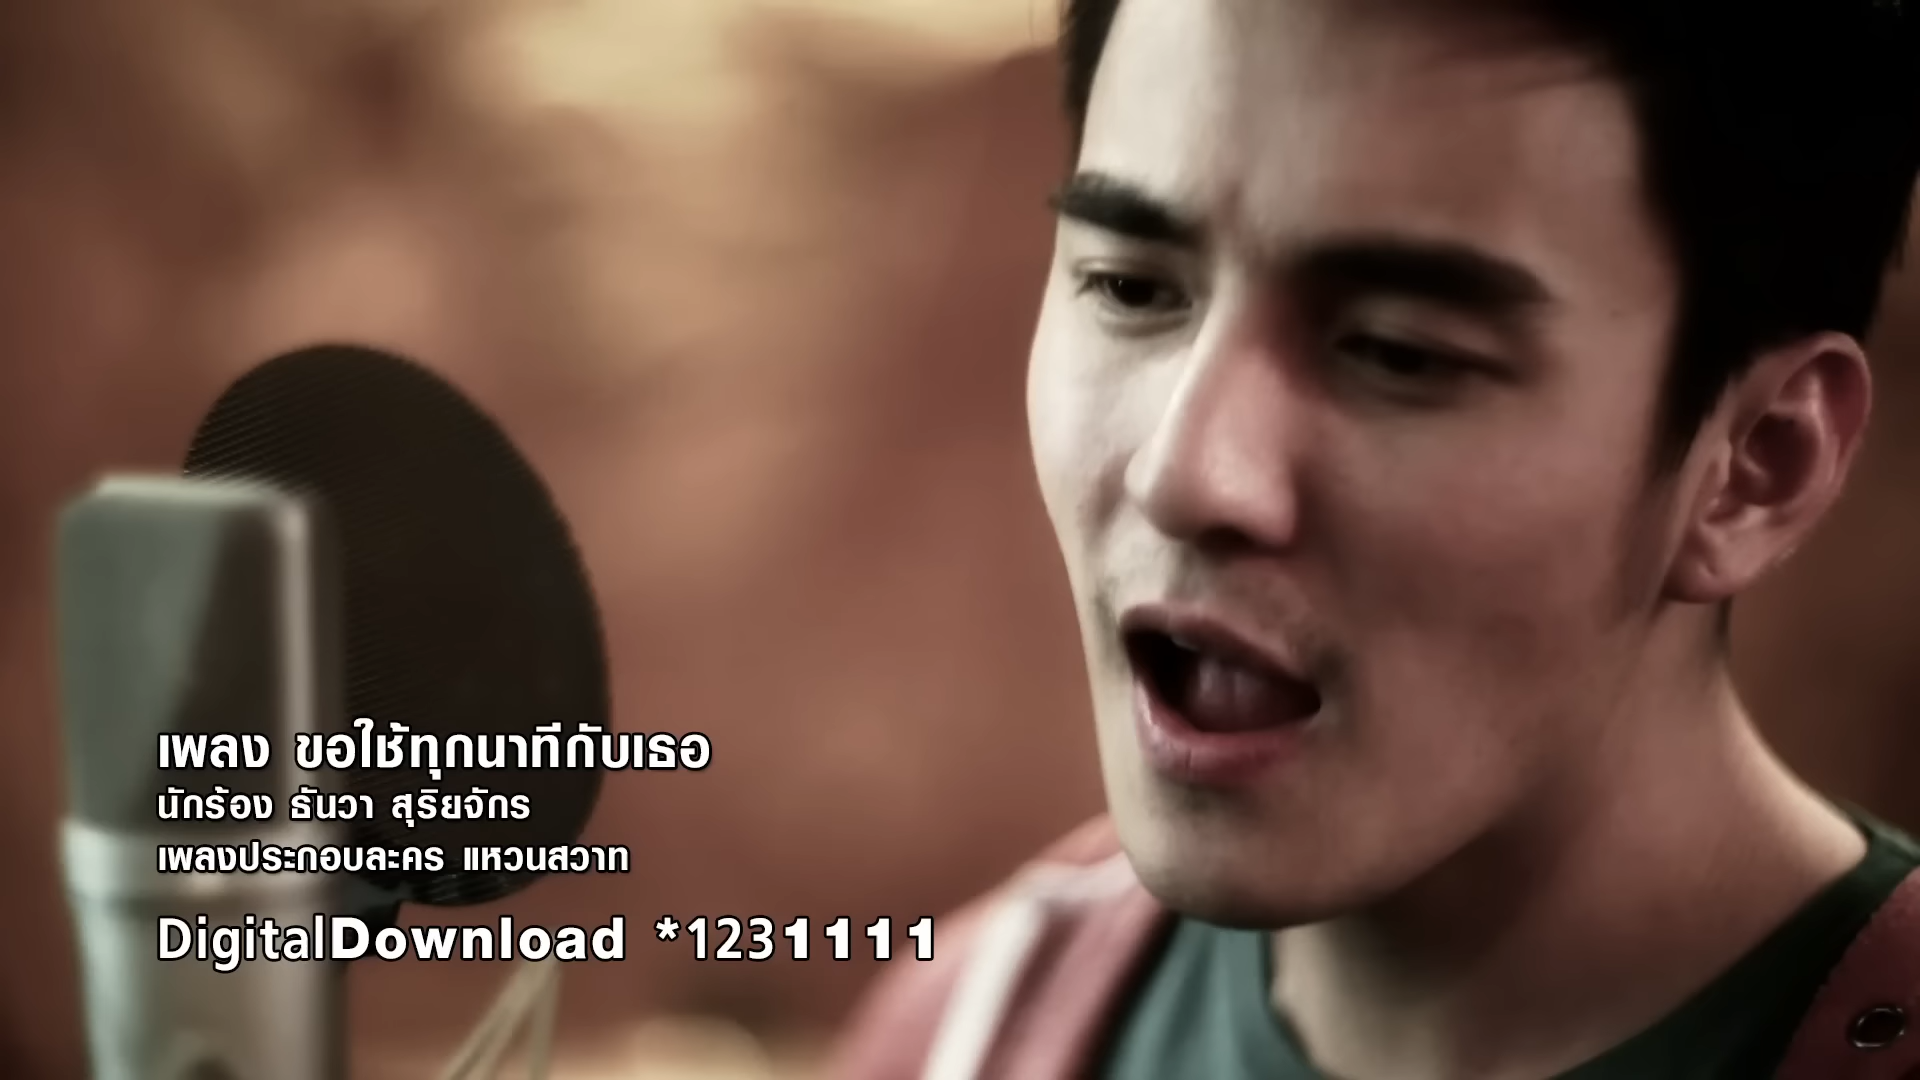 เพลง ขอใช้ทุกนาทีกับเธอ
นักร้อง ธันวา สุริยจักร
เพลงประกอบละคร แหวนสวาท
DigitalDownload *1231111